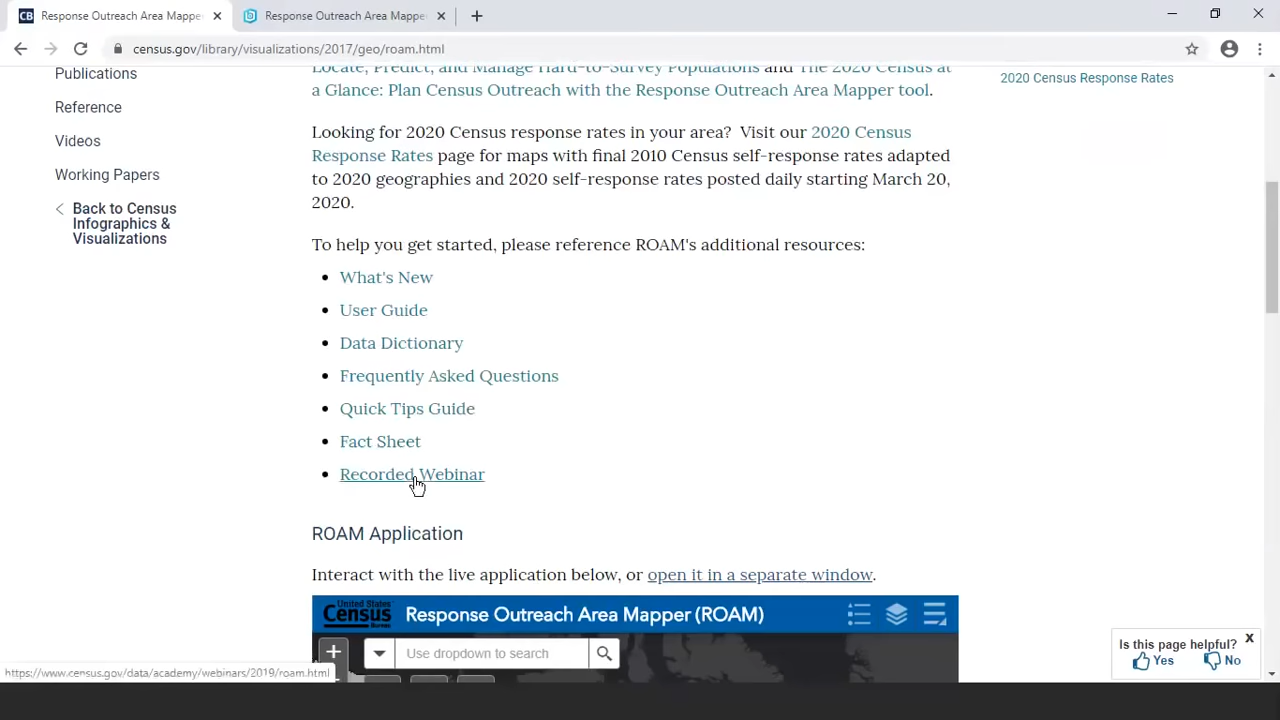 Response Outreach Area Mapper
Response Outreach Area Mapper
census.gov/library/visualizations/2017/geo/roam.html
Publications
Reference
Videos
Working Papers
Back to Census
Infographics &
Visualizations
Locate, Predict, and Manage Hard-to-Survey Populations and The 2020 Census at
a Glance: Plan Census Outreach with the Response Outreach Area Mapper tool.
Looking for 2020 Census response rates in your area? Visit our 2020 Census
Response Rates page for maps with final 2010 Census self-response rates adapted
to 2020 geographies and 2020 self-response rates posted daily starting March 20,
2020.
To help you get started, please reference ROAM's additional resources:
What's New
User Guide
Data Dictionary
Frequently Asked Questions
Quick Tips Guide
Fact Sheet
Recorded Webinar
ROAM Application
Interact with the live application below, or open it in a separate window.
United States
Census
Bureau
Response Outreach Area Mapper (ROAM)
Use dropdown to search
2020 Census Response Rates
Is this page helpful? X
Yes No
https://www.census.gov/data/academy/webinars/2019/roam.html